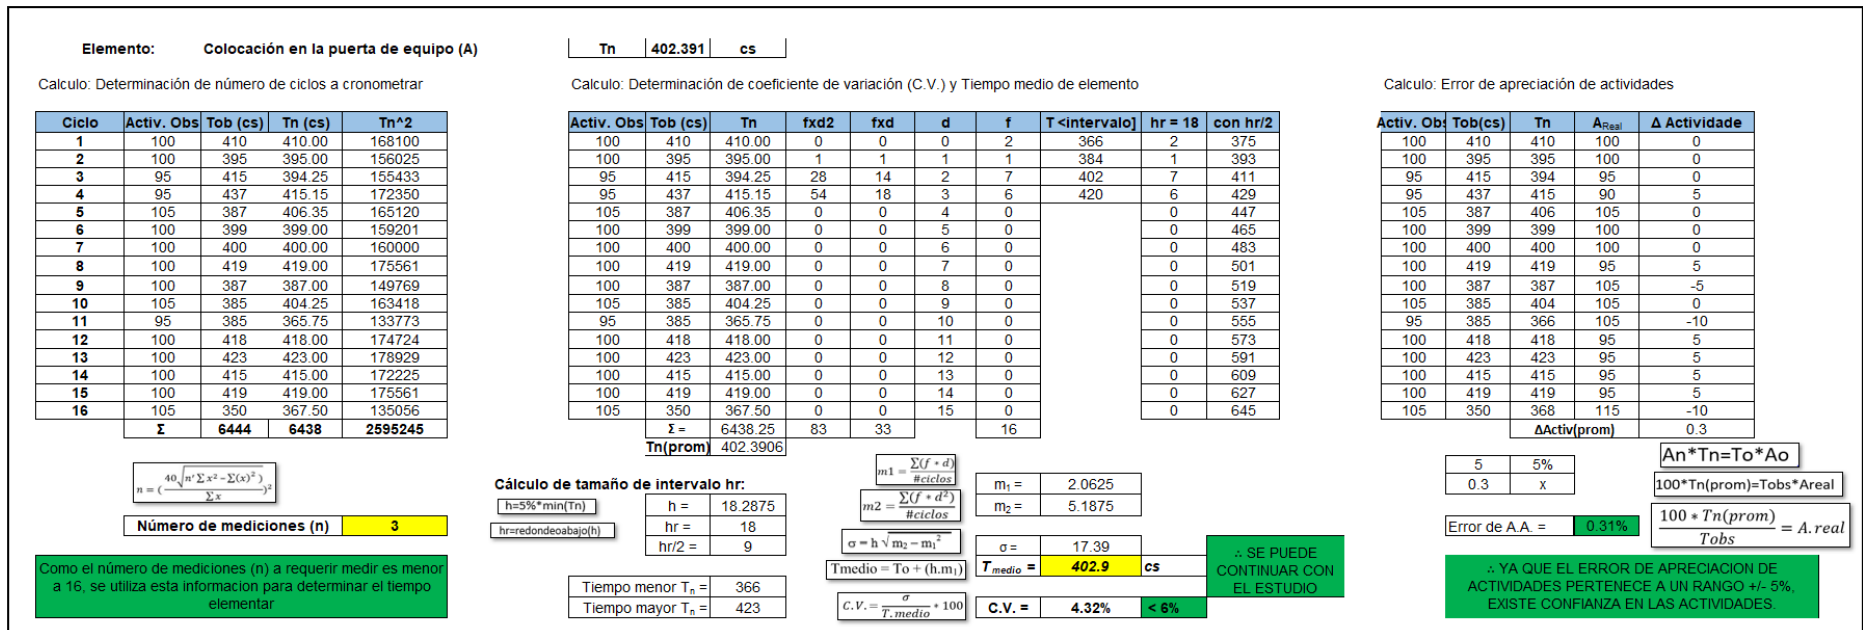 Elemento: Colocación en la puerta de equipo (A) Tn 402.391 cs
Calculo: Determinación de número de ciclos a cronometrar
Ciclo Activ. Obs Tob (cs) Tn (cs) Tn^2
1 100 410 410.00 168100
2 100 395 395.00 156025
3 95 415 394.25 155433
4 95 437 415.15 172350
5 105 387 406.35 165120
6 100 399 399.00 159201
7 100 400 400.00 160000
8 100 419 419.00 175561
9 100 387 387.00 149769
10 105 385 404.25 163418
11 95 385 365.75 133773
12 100 418 418.00 174724
13 100 423 423.00 178929
14 100 415 415.00 172225
15 100 419 419.00 175561
16 105 350 367.50 135056
Σ 6444 6438 2595245
n = ( 40√n′ Σ x² − Σ(x)² ) / Σ x )²
Número de mediciones (n) 3
Como el número de mediciones (n) a requerir medir es menor
a 16, se utiliza esta informacion para determinar el tiempo
elementar
Calculo: Determinación de coeficiente de variación (C.V.) y Tiempo medio de elemento
Activ. Obs Tob (cs) Tn fxd2 fxd d f T <intervalo] hr = 18 con hr/2
100 410 410.00 0 0 0 2 366 2 375
100 395 395.00 1 1 1 1 384 1 393
95 415 394.25 28 14 2 7 402 7 411
95 437 415.15 54 18 3 6 420 6 429
105 387 406.35 0 0 4 0 0 447
100 399 399.00 0 0 5 0 0 465
100 400 400.00 0 0 6 0 0 483
100 419 419.00 0 0 7 0 0 501
100 387 387.00 0 0 8 0 0 519
105 385 404.25 0 0 9 0 0 537
95 385 365.75 0 0 10 0 0 555
100 418 418.00 0 0 11 0 0 573
100 423 423.00 0 0 12 0 0 591
100 415 415.00 0 0 13 0 0 609
100 419 419.00 0 0 14 0 0 627
105 350 367.50 0 0 15 0 0 645
Σ = 6438.25 83 33 16
Tn(prom) 402.3906
Cálculo de tamaño de intervalo hr:
h=5%*min(Tn) h = 18.2875
hr=redondeoabajo(h) hr = 18
hr/2 = 9
Tiempo menor Tn = 366
Tiempo mayor Tn = 423
m1 = Σ(f * d) / #ciclos
m2 = Σ(f * d²) / #ciclos
σ = h √m₂ − m₁²
Tmedio = To + (h.m₁)
C.V. = σ / T.medio * 100
m₁ = 2.0625
m₂ = 5.1875
σ = 17.39
Tmedio = 402.9 cs
C.V. = 4.32% < 6%
∴ SE PUEDE
CONTINUAR CON
EL ESTUDIO
Calculo: Error de apreciación de actividades
Activ. Obs Tob(cs) Tn AReal Δ Actividade
100 410 410 100 0
100 395 395 100 0
95 415 394 95 0
95 437 415 90 5
105 387 406 105 0
100 399 399 100 0
100 400 400 100 0
100 419 419 95 5
100 387 387 105 -5
105 385 404 105 0
95 385 366 105 -10
100 418 418 95 5
100 423 423 95 5
100 415 415 95 5
100 419 419 95 5
105 350 368 115 -10
ΔActiv(prom) 0.3
5 5%
0.3 x
Error de A.A. = 0.31%
An*Tn=To*Ao
100*Tn(prom)=Tobs*Areal
100 * Tn(prom) / Tobs = A.real
∴ YA QUE EL ERROR DE APRECIACION DE
ACTIVIDADES PERTENECE A UN RANGO +/- 5%,
EXISTE CONFIANZA EN LAS ACTIVIDADES.